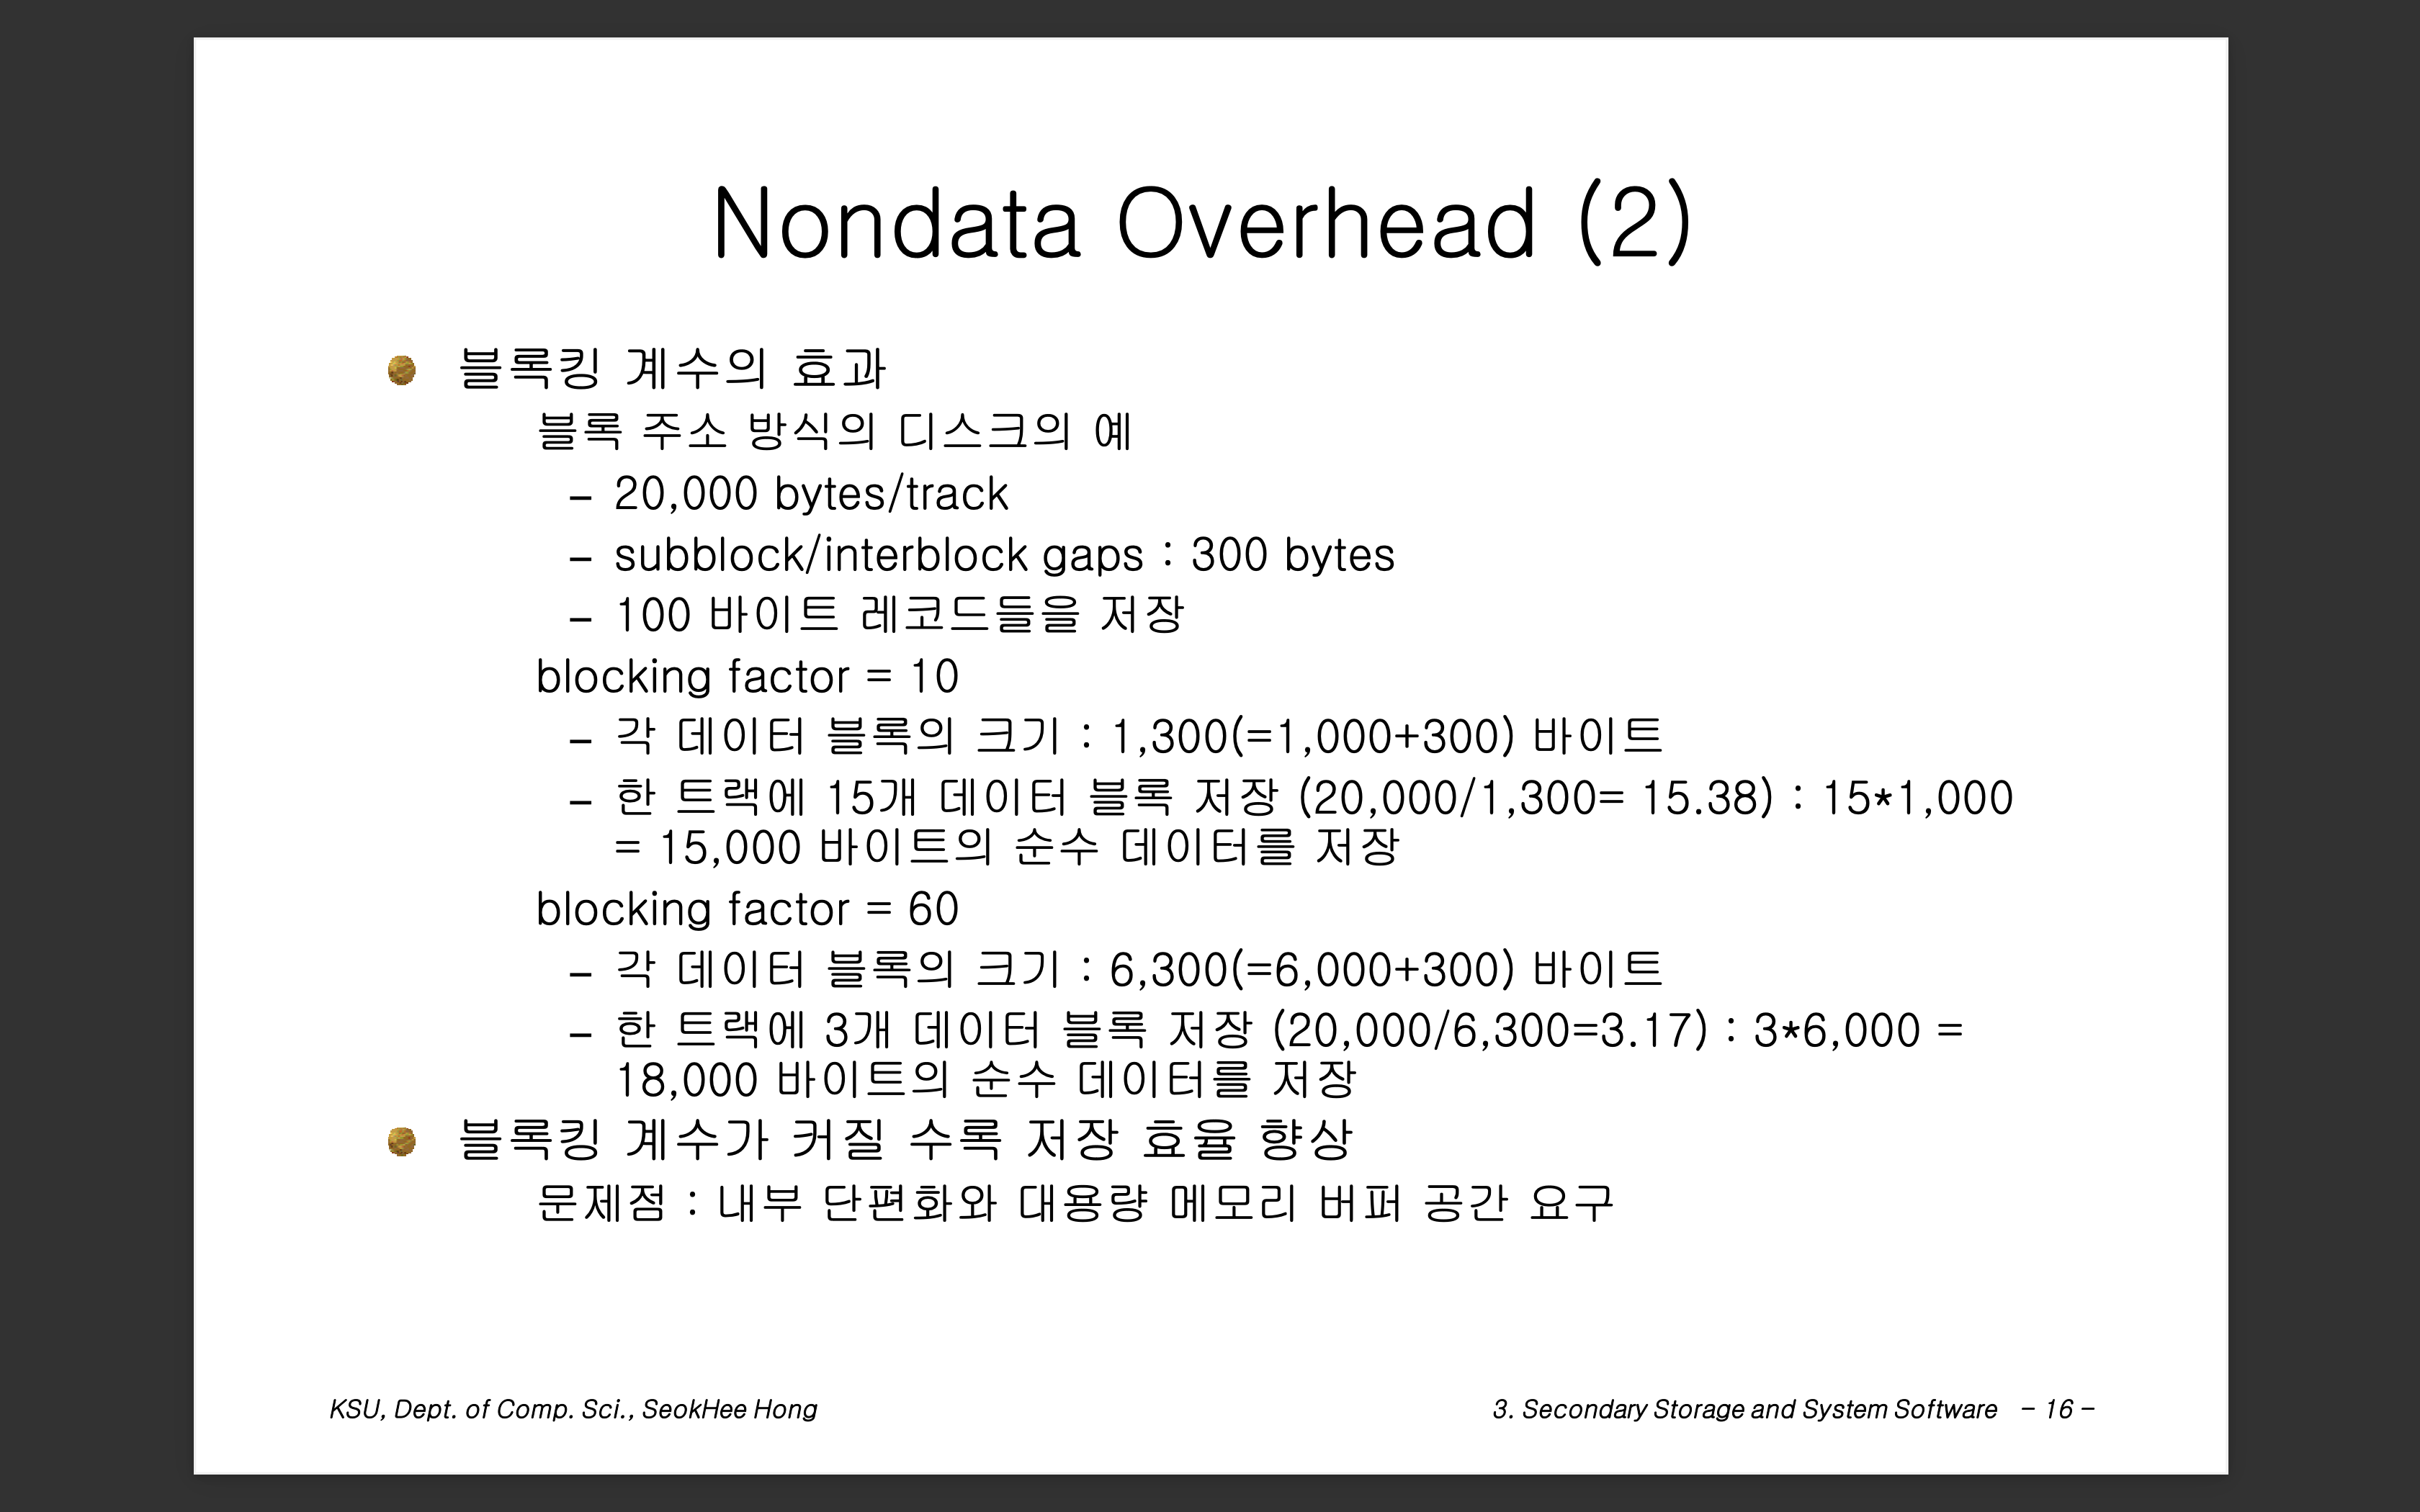 Nondata Overhead (2)
블록킹 계수의 효과
블록 주소 방식의 디스크의 예
– 20,000 bytes/track
– subblock/interblock gaps : 300 bytes
– 100 바이트 레코드들을 저장
blocking factor = 10
– 각 데이터 블록의 크기 : 1,300(=1,000+300) 바이트
– 한 트랙에 15개 데이터 블록 저장 (20,000/1,300= 15.38) : 15*1,000
= 15,000 바이트의 순수 데이터를 저장
blocking factor = 60
– 각 데이터 블록의 크기 : 6,300(=6,000+300) 바이트
– 한 트랙에 3개 데이터 블록 저장 (20,000/6,300=3.17) : 3*6,000 =
18,000 바이트의 순수 데이터를 저장
블록킹 계수가 커질 수록 저장 효율 향상
문제점 : 내부 단편화와 대용량 메모리 버퍼 공간 요구
KSU, Dept. of Comp. Sci., SeokHee Hong
3. Secondary Storage and System Software – 16 –